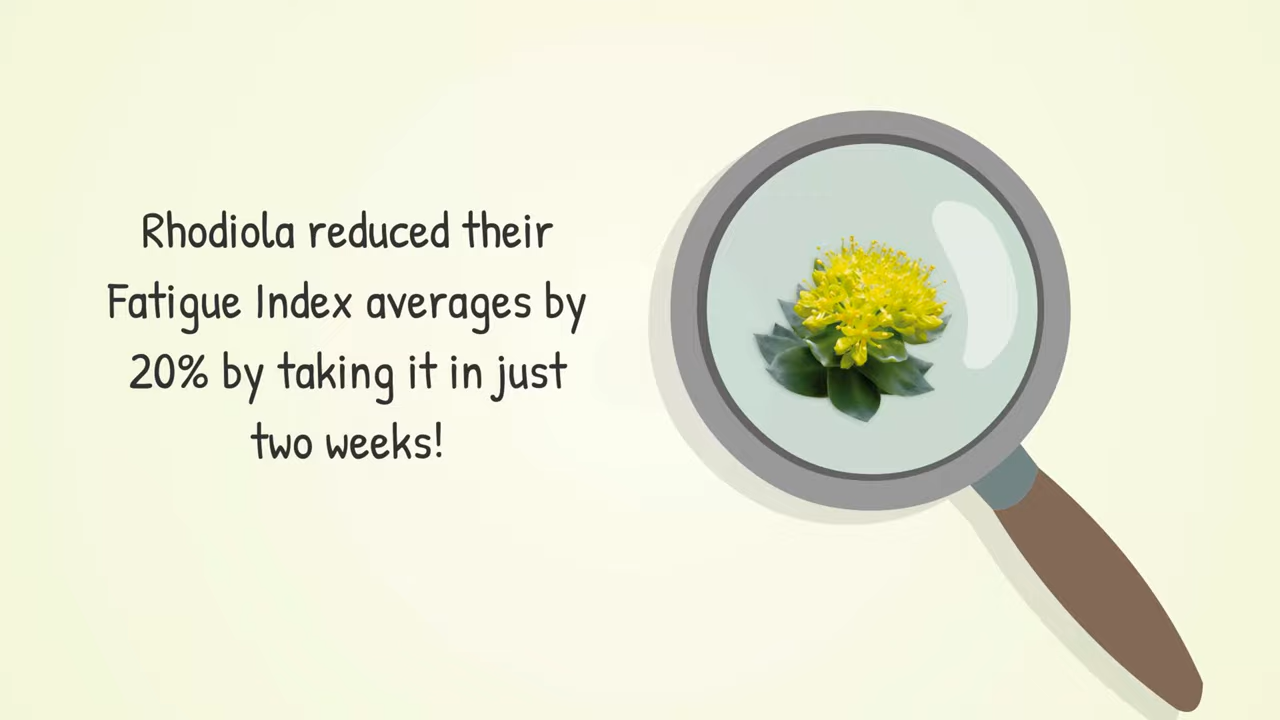 Rhodiola reduced their
Fatigue Index averages by
20% by taking it in just
two weeks!